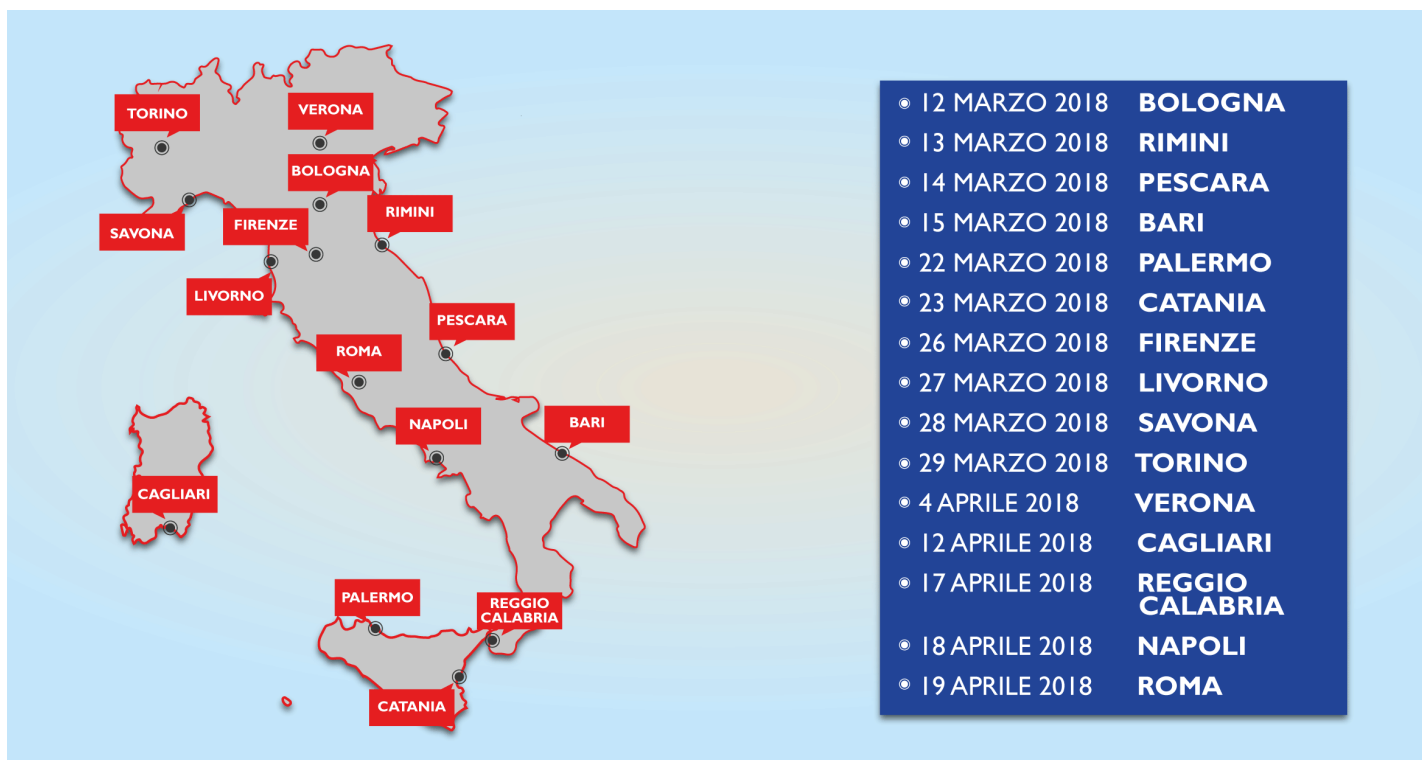 TORINO
VERONA
BOLOGNA
RIMINI
FIRENZE
SAVONA
LIVORNO
PESCARA
ROMA
NAPOLI
BARI
CAGLIARI
PALERMO
REGGIO
CALABRIA
CATANIA
12 MARZO 2018 BOLOGNA
13 MARZO 2018 RIMINI
14 MARZO 2018 PESCARA
15 MARZO 2018 BARI
22 MARZO 2018 PALERMO
23 MARZO 2018 CATANIA
26 MARZO 2018 FIRENZE
27 MARZO 2018 LIVORNO
28 MARZO 2018 SAVONA
29 MARZO 2018 TORINO
4 APRILE 2018 VERONA
12 APRILE 2018 CAGLIARI
17 APRILE 2018 REGGIO
CALABRIA
18 APRILE 2018 NAPOLI
19 APRILE 2018 ROMA